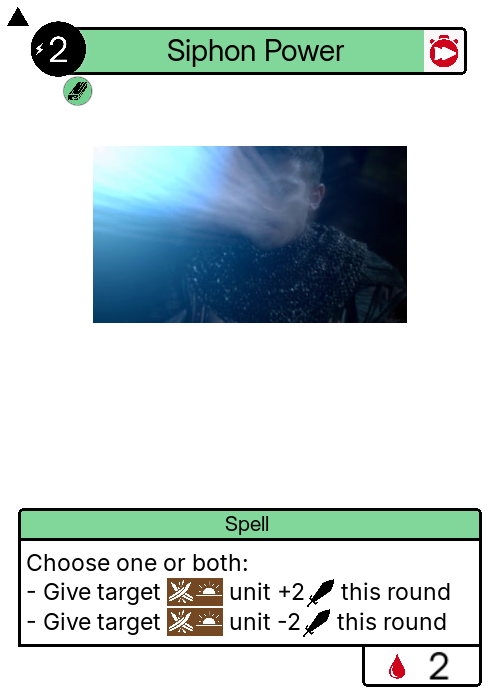 2
Siphon Power
Spell
Choose one or both:
- Give target unit +2 this round
- Give target unit -2 this round
2